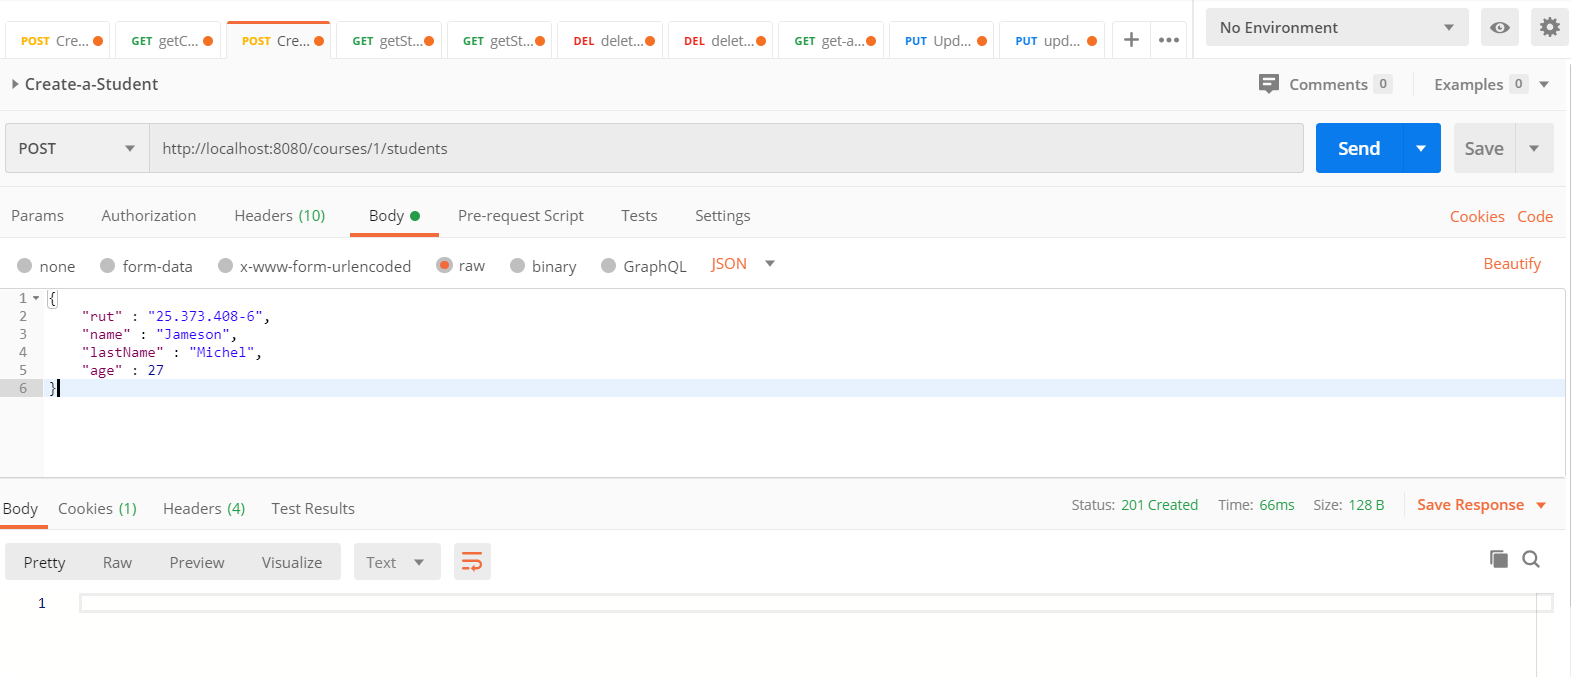 POST Cre... GET getC... POST Cre... GET getSt... GET getSt... DEL delet... DEL delet... GET get-a... PUT Upd... PUT upd... No Environment
Create-a-Student Comments 0 Examples 0
POST http://localhost:8080/courses/1/students Send Save
Params Authorization Headers (10) Body Pre-request Script Tests Settings Cookies Code
none form-data x-www-form-urlencoded raw binary GraphQL JSON Beautify
1 {
2 "rut" : "25.373.408-6",
3 "name" : "Jameson",
4 "lastName" : "Michel",
5 "age" : 27
6 }
Body Cookies (1) Headers (4) Test Results Status: 201 Created Time: 66ms Size: 128 B Save Response
Pretty Raw Preview Visualize Text
1